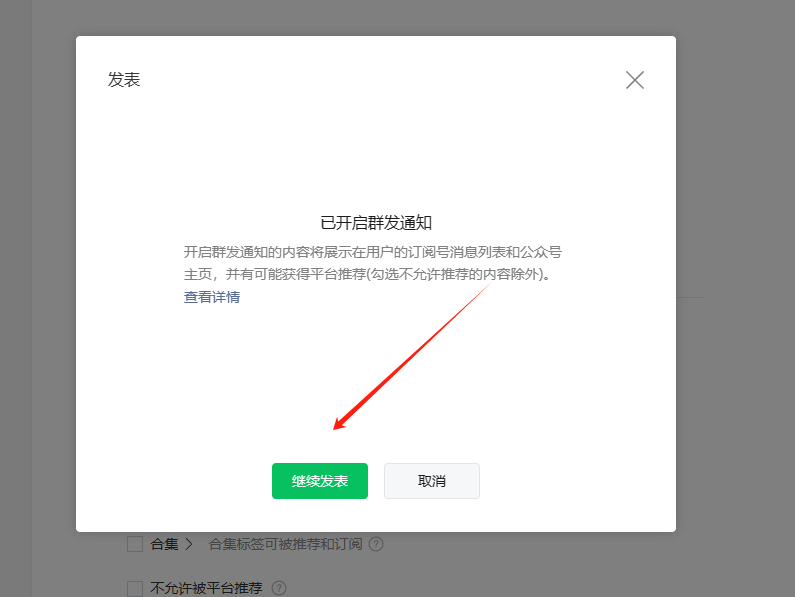 发表
已开启群发通知
开启群发通知的内容将展示在用户的订阅号消息列表和公众号
主页，并有可能获得平台推荐(勾选不允许推荐的内容除外)。
查看详情
继续发表 取消
合集 合集标签可被推荐和订阅 ?
不允许被平台推荐 ?